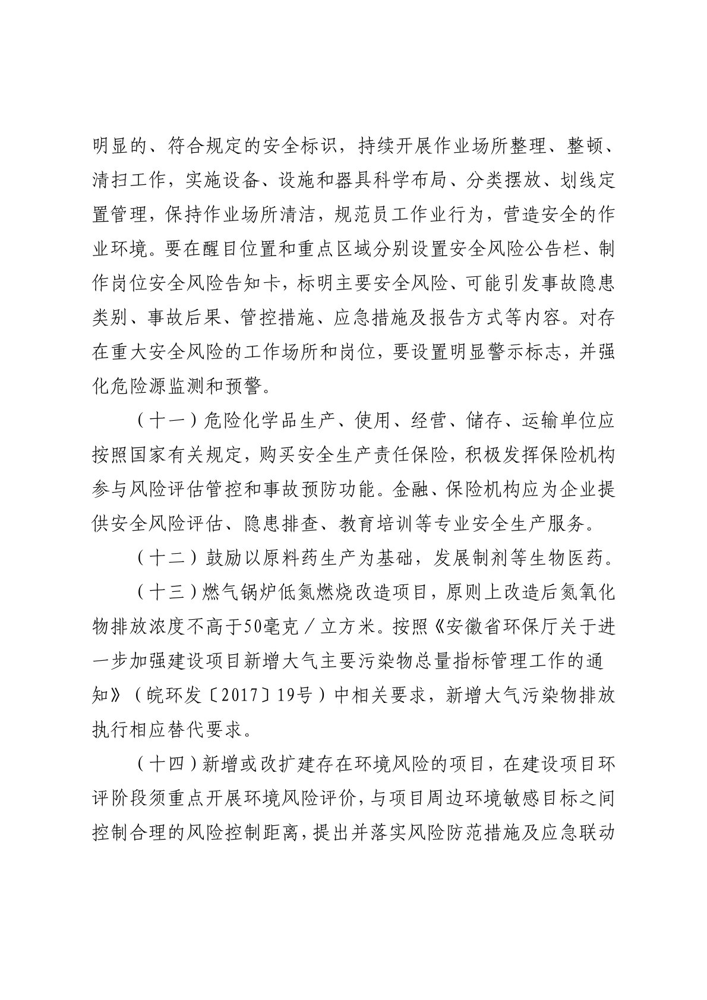 明显的、符合规定的安全标识，持续开展作业场所整理、整顿、
清扫工作，实施设备、设施和器具科学布局、分类摆放、划线定
置管理，保持作业场所清洁，规范员工作业行为，营造安全的作
业环境。要在醒目位置和重点区域分别设置安全风险公告栏、制
作岗位安全风险告知卡，标明主要安全风险、可能引发事故隐患
类别、事故后果、管控措施、应急措施及报告方式等内容。对存
在重大安全风险的工作场所和岗位，要设置明显警示标志，并强
化危险源监测和预警。
（十一）危险化学品生产、使用、经营、储存、运输单位应
按照国家有关规定，购买安全生产责任保险，积极发挥保险机构
参与风险评估管控和事故预防功能。金融、保险机构应为企业提
供安全风险评估、隐患排查、教育培训等专业安全生产服务。
（十二）鼓励以原料药生产为基础，发展制剂等生物医药。
（十三）燃气锅炉低氮燃烧改造项目，原则上改造后氮氧化
物排放浓度不高于50毫克／立方米。按照《安徽省环保厅关于进
一步加强建设项目新增大气主要污染物总量指标管理工作的通
知》（皖环发〔2017〕19号）中相关要求，新增大气污染物排放
执行相应替代要求。
（十四）新增或改扩建存在环境风险的项目，在建设项目环
评阶段须重点开展环境风险评价，与项目周边环境敏感目标之间
控制合理的风险控制距离，提出并落实风险防范措施及应急联动